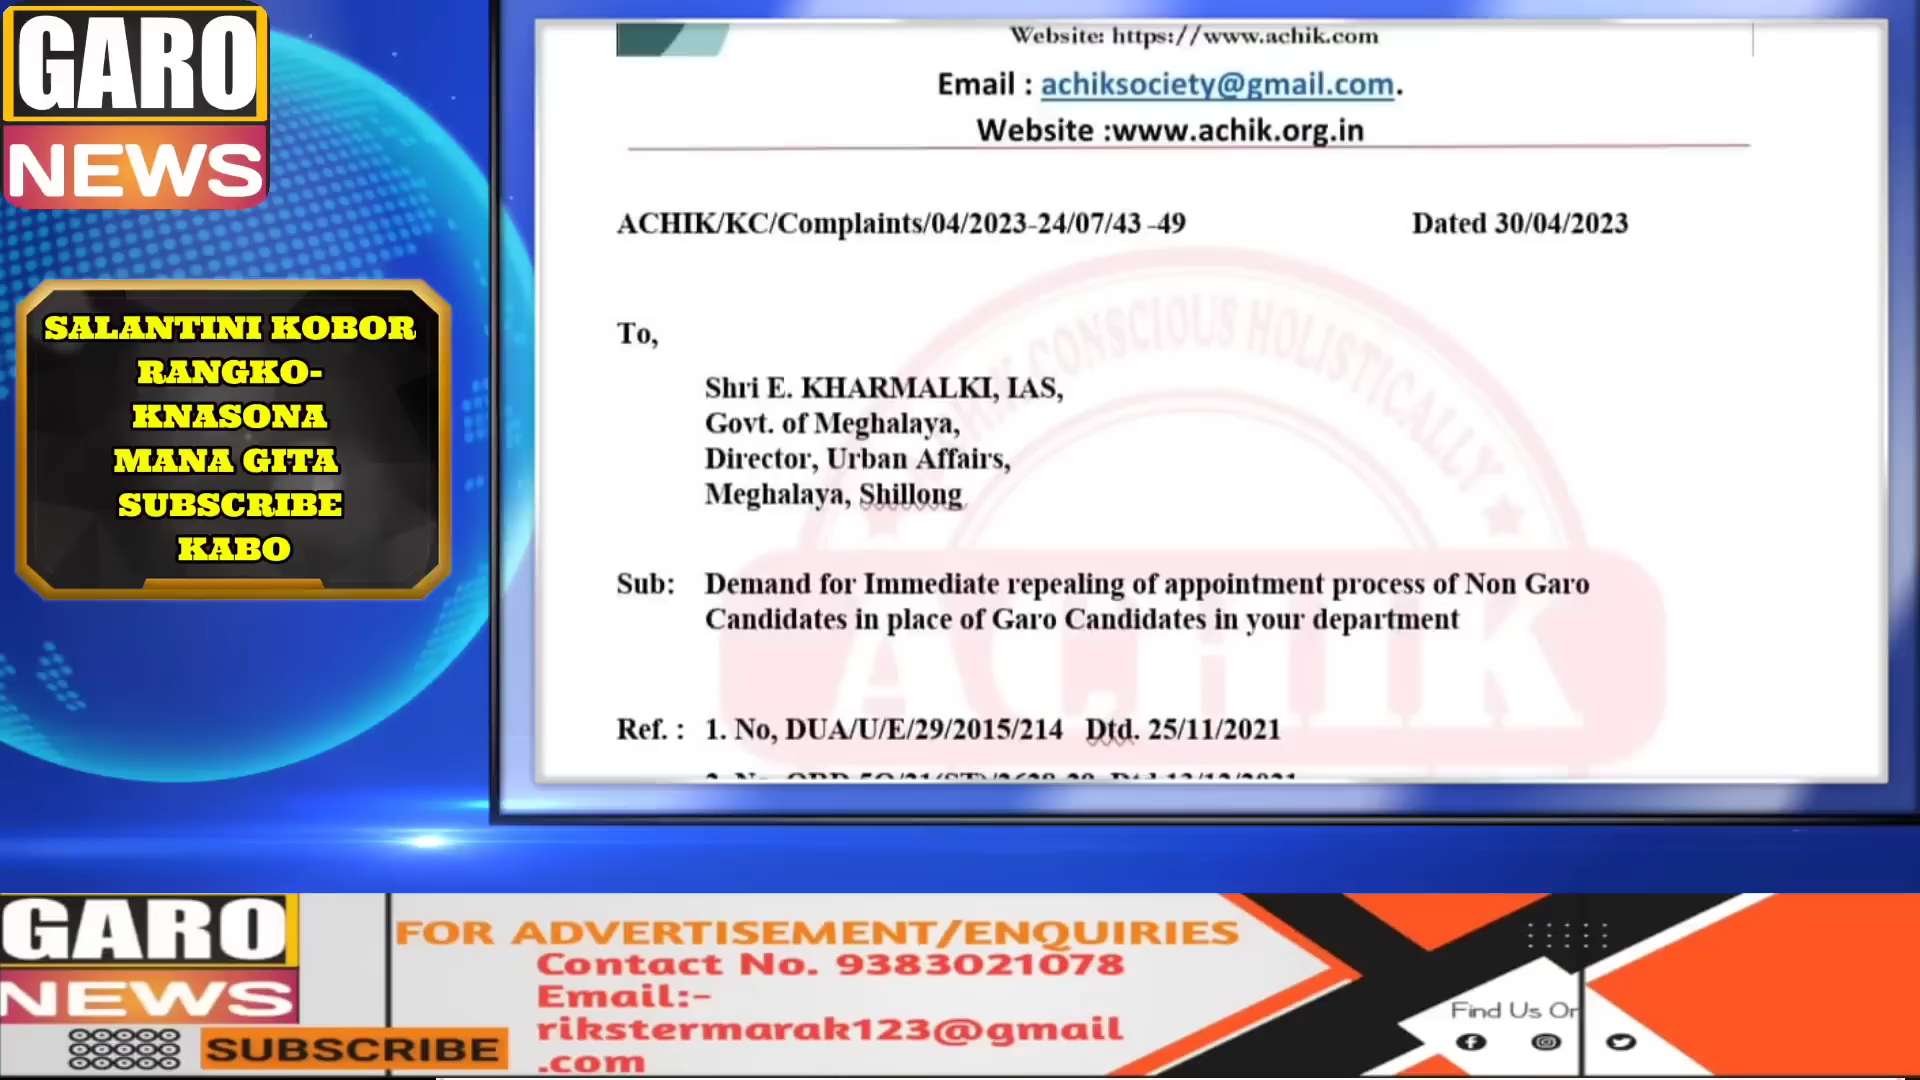 GARO
NEWS
SALANTINI KOBOR
RANGKO-
KNASONA
MANA GITA
SUBSCRIBE
KABO
Website: https://www.achik.com
Email : achiksociety@gmail.com.
Website :www.achik.org.in
ACHIK/KC/Complaints/04/2023-24/07/43 -49 Dated 30/04/2023
To,
Shri E. KHARMALKI, IAS,
Govt. of Meghalaya,
Director, Urban Affairs,
Meghalaya, Shillong
Sub: Demand for Immediate repealing of appointment process of Non Garo
Candidates in place of Garo Candidates in your department
Ref. : 1. No, DUA/U/E/29/2015/214 Dtd. 25/11/2021
CONSCIOUS HOLISTICALLY
ACHIK
GARO
NEWS
SUBSCRIBE
FOR ADVERTISEMENT/ENQUIRIES
Contact No. 9383021078
Email:-
rikstermarak123@gmail
.com
Find Us On